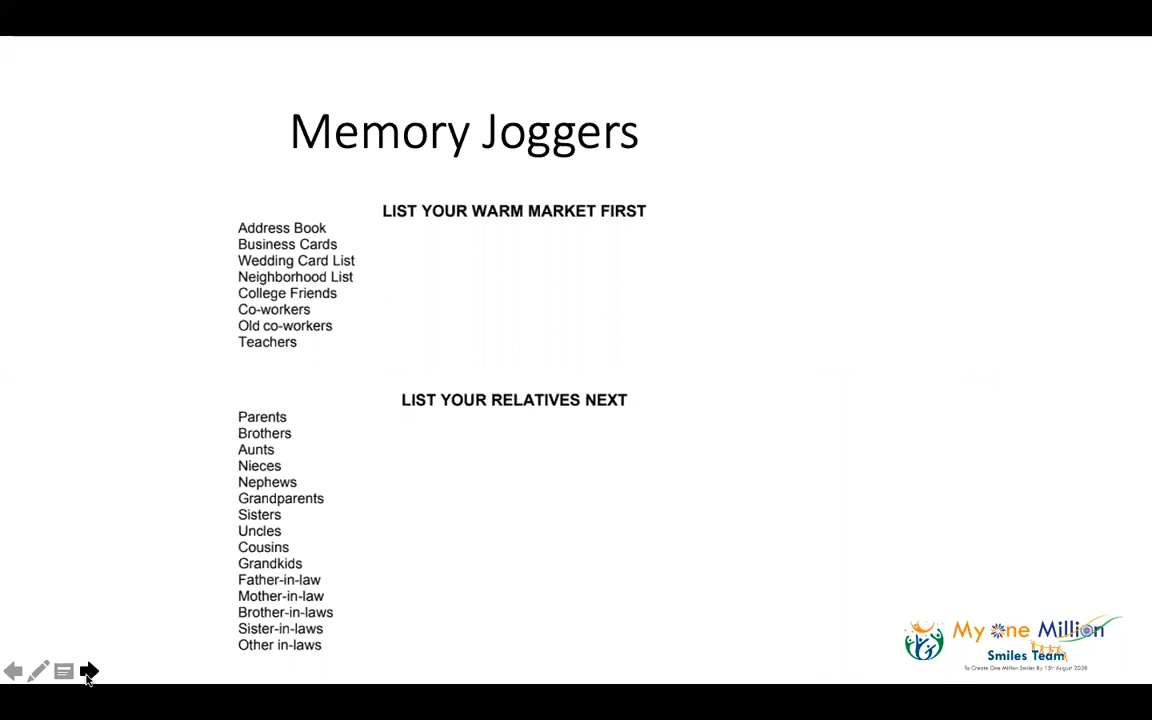 Memory Joggers
LIST YOUR WARM MARKET FIRST
Address Book
Business Cards
Wedding Card List
Neighborhood List
College Friends
Co-workers
Old co-workers
Teachers
LIST YOUR RELATIVES NEXT
Parents
Brothers
Aunts
Nieces
Nephews
Grandparents
Sisters
Uncles
Cousins
Grandkids
Father-in-law
Mother-in-law
Brother-in-laws
Sister-in-laws
Other in-laws
My one Million
Smiles Team
To Create One Million Smiles By 15th August 2038